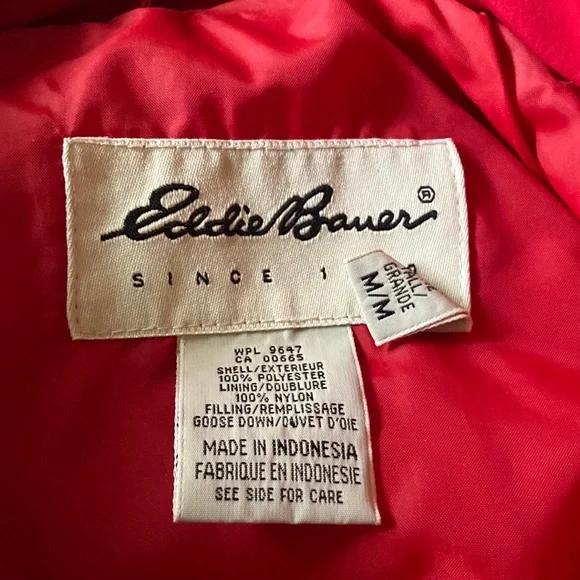 Eddie Bauer®
SINCE 1
TALL/
GRANDE
M/M
WPL 9647
CA 00665
SHELL/EXTERIEUR
100% POLYESTER
LINING/DOUBLURE
100% NYLON
FILLING/REMPLISSAGE
GOOSE DOWN/DUVET D'OIE
MADE IN INDONESIA
FABRIQUE EN INDONESIE
SEE SIDE FOR CARE